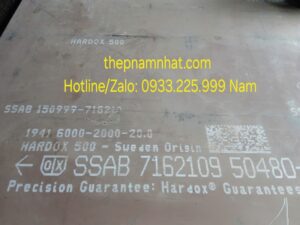 HARDOX 500
thepnamnhat.com
Hotline/Zalo: 0933.225.999 Nam
SSAB 150999-716210
1941 6000-2000-20.0
HARDOX 500 - Sweden Origin
← SSAB 7162109 50480-
Precision Guarantee: Hardox® Guarantees